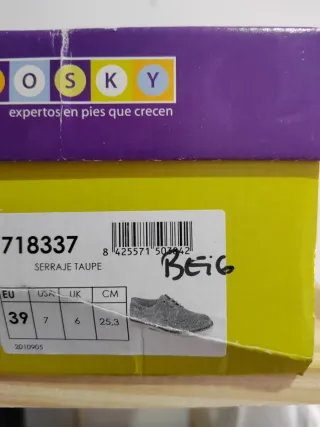 OSKY
expertos en pies que crecen
718337
SERRAJE TAUPE
8 425571 503942
BEiG
EU USA UK CM
39 7 6 25,3
2010905